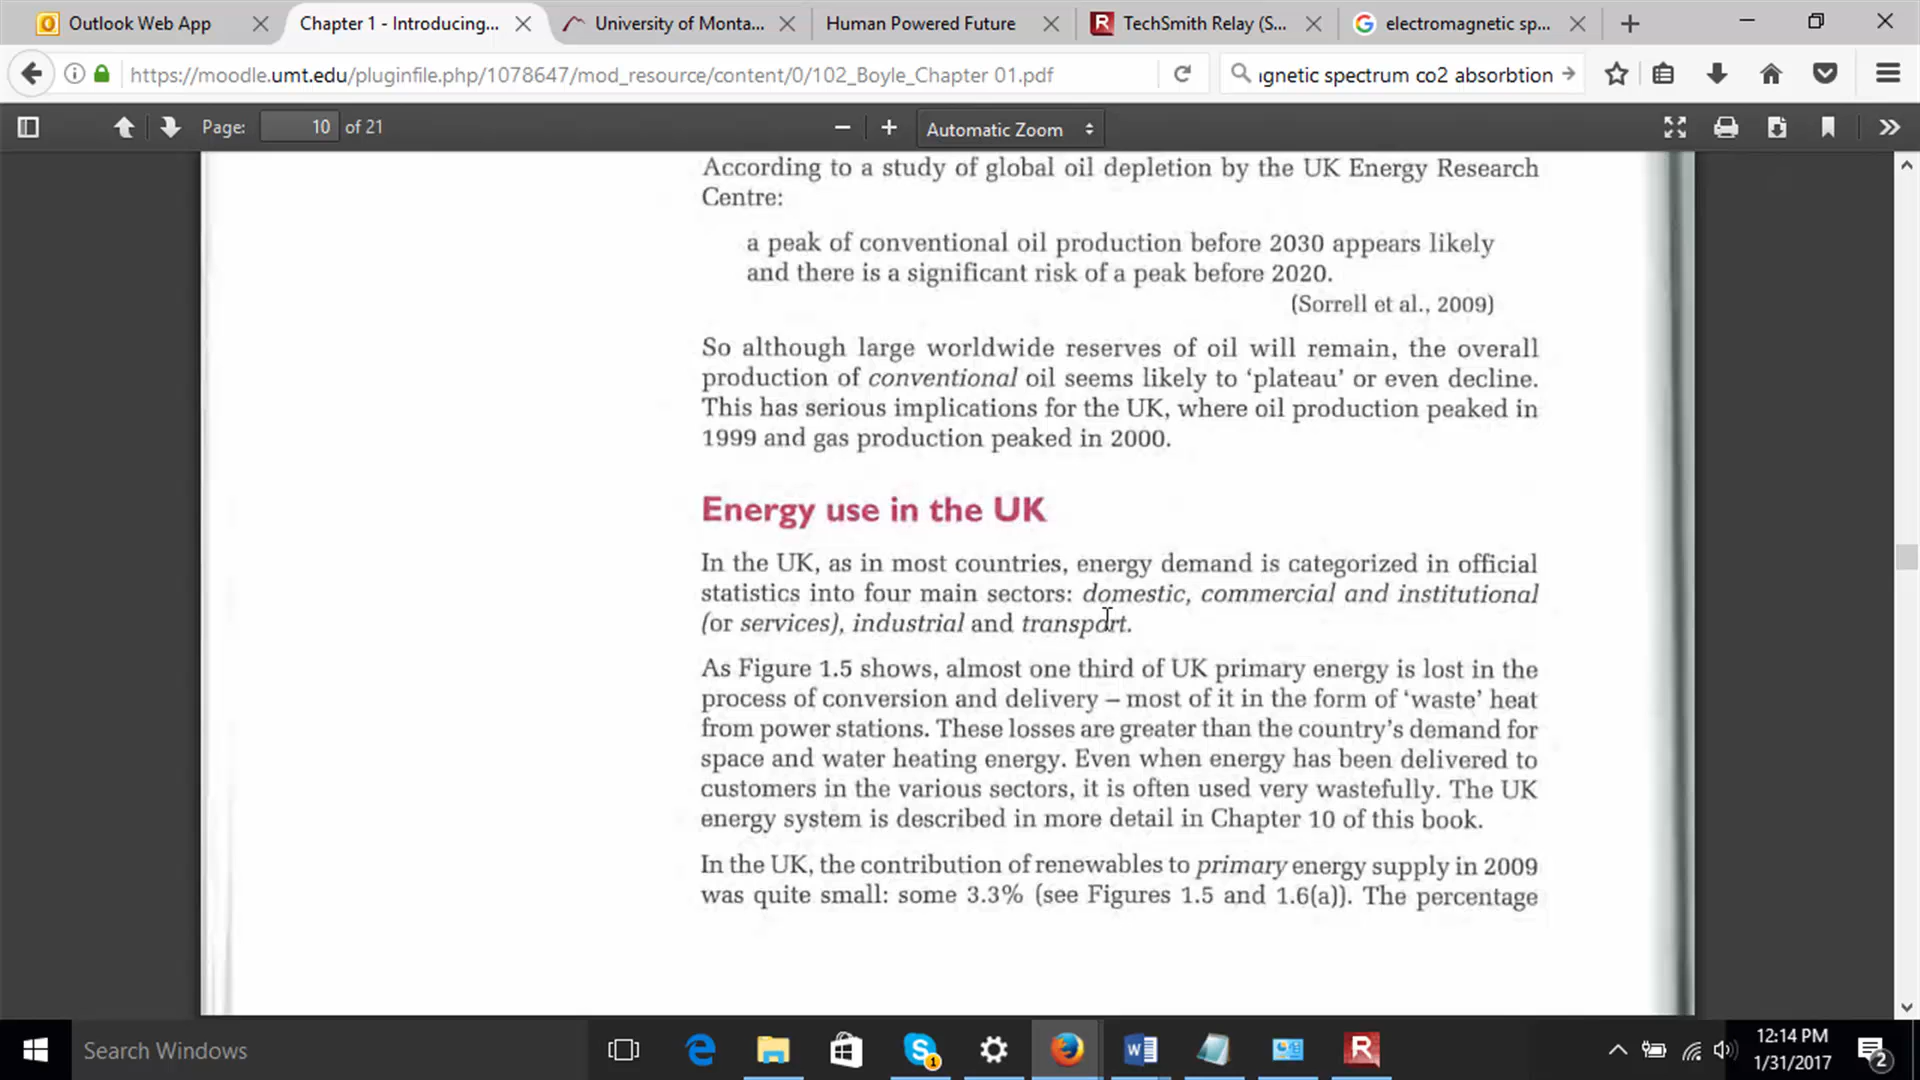 Outlook Web App
Chapter 1 - Introducing...
University of Monta...
Human Powered Future
TechSmith Relay (S...
electromagnetic sp...
https://moodle.umt.edu/pluginfile.php/1078647/mod_resource/content/0/102_Boyle_Chapter 01.pdf
ignetic spectrum co2 absorbtion
Page: 10 of 21
Automatic Zoom
According to a study of global oil depletion by the UK Energy Research
Centre:
a peak of conventional oil production before 2030 appears likely
and there is a significant risk of a peak before 2020.
(Sorrell et al., 2009)
So although large worldwide reserves of oil will remain, the overall
production of conventional oil seems likely to ‘plateau’ or even decline.
This has serious implications for the UK, where oil production peaked in
1999 and gas production peaked in 2000.
Energy use in the UK
In the UK, as in most countries, energy demand is categorized in official
statistics into four main sectors: domestic, commercial and institutional
(or services), industrial and transport.
As Figure 1.5 shows, almost one third of UK primary energy is lost in the
process of conversion and delivery – most of it in the form of ‘waste’ heat
from power stations. These losses are greater than the country’s demand for
space and water heating energy. Even when energy has been delivered to
customers in the various sectors, it is often used very wastefully. The UK
energy system is described in more detail in Chapter 10 of this book.
In the UK, the contribution of renewables to primary energy supply in 2009
was quite small: some 3.3% (see Figures 1.5 and 1.6(a)). The percentage
Search Windows
12:14 PM
1/31/2017
2